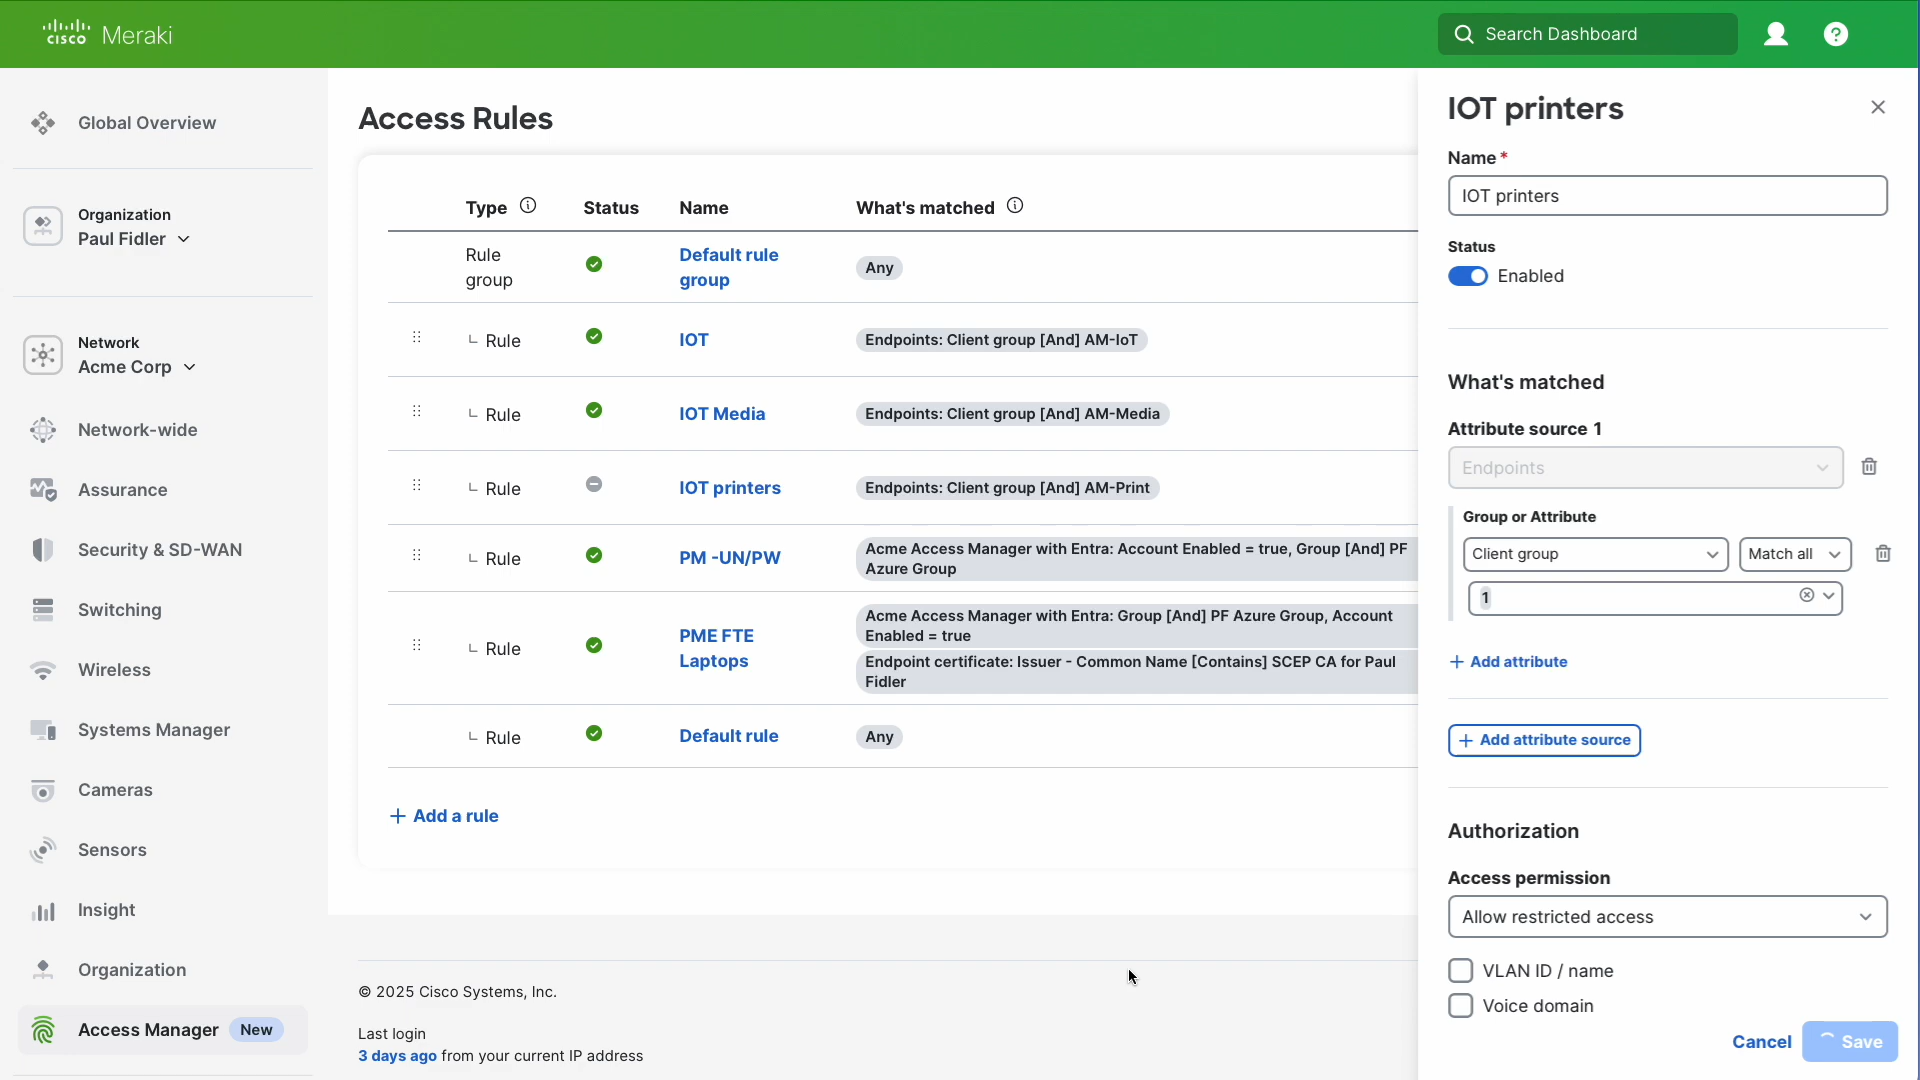 CISCO Meraki
Search Dashboard
?
Global Overview
Organization
Paul Fidler
Network
Acme Corp
Network-wide
Assurance
Security & SD-WAN
Switching
Wireless
Systems Manager
Cameras
Sensors
Insight
Organization
Access Manager New
Access Rules
Type Status Name What's matched
Rule group Default rule group Any
Rule IOT Endpoints: Client group [And] AM-IoT
Rule IOT Media Endpoints: Client group [And] AM-Media
Rule IOT printers Endpoints: Client group [And] AM-Print
Rule PM -UN/PW Acme Access Manager with Entra: Account Enabled = true, Group [And] PF
Azure Group
Rule PME FTE Laptops Acme Access Manager with Entra: Group [And] PF Azure Group, Account
Enabled = true
Endpoint certificate: Issuer - Common Name [Contains] SCEP CA for Paul
Fidler
Rule Default rule Any
+ Add a rule
© 2025 Cisco Systems, Inc.
Last login
3 days ago from your current IP address
IOT printers
Name *
IOT printers
Status
Enabled
What's matched
Attribute source 1
Endpoints
Group or Attribute
Client group Match all
1
+ Add attribute
+ Add attribute source
Authorization
Access permission
Allow restricted access
VLAN ID / name
Voice domain
Cancel Save